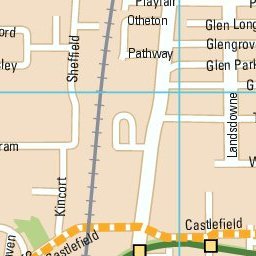 Playfair
Otheton
Pathway
Glen Long
Glengrove
Glen Park
Sheffield
Landsdowne
Kincort
Castlefield
Castlefield